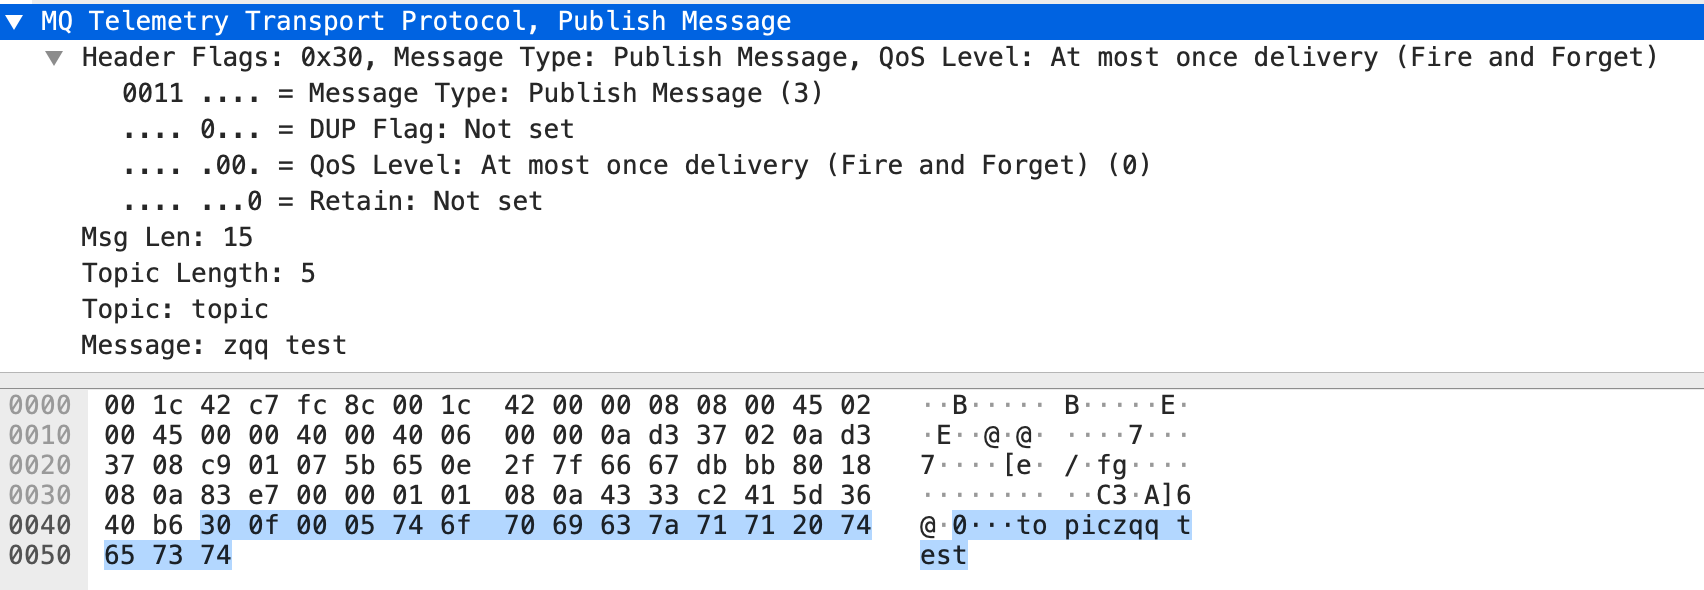 MQ Telemetry Transport Protocol, Publish Message
Header Flags: 0x30, Message Type: Publish Message, QoS Level: At most once delivery (Fire and Forget)
0011 .... = Message Type: Publish Message (3)
.... 0... = DUP Flag: Not set
.... .00. = QoS Level: At most once delivery (Fire and Forget) (0)
.... ...0 = Retain: Not set
Msg Len: 15
Topic Length: 5
Topic: topic
Message: zqq test
0000 00 1c 42 c7 fc 8c 00 1c 42 00 00 08 08 00 45 02 ··B····· B·····E·
0010 00 45 00 00 40 00 40 06 00 00 0a d3 37 02 0a d3 ·E··@·@· ····7···
0020 37 08 c9 01 07 5b 65 0e 2f 7f 66 67 db bb 80 18 7····[e· /·fg····
0030 08 0a 83 e7 00 00 01 01 08 0a 43 33 c2 41 5d 36 ········ ··C3·A]6
0040 40 b6 30 0f 00 05 74 6f 70 69 63 7a 71 71 20 74 @·0···to piczqq t
0050 65 73 74 est